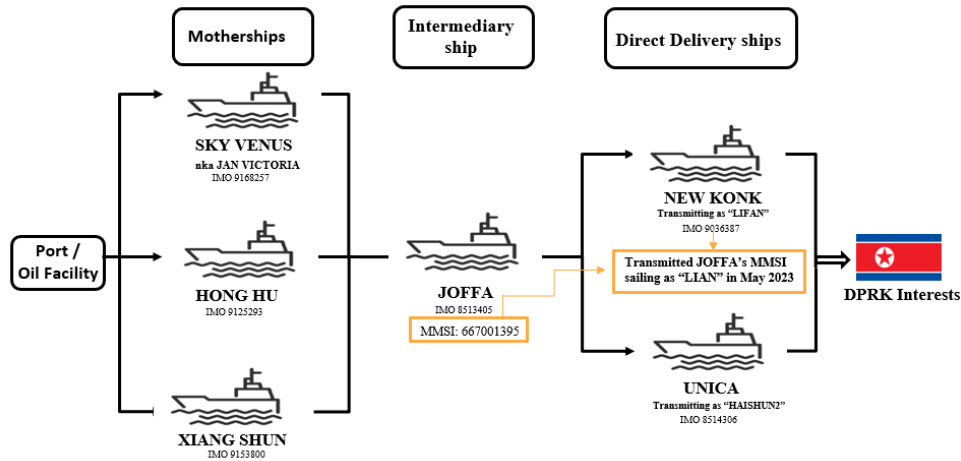 Motherships
Intermediary
ship
Direct Delivery ships
Port /
Oil Facility
SKY VENUS
nka JAN VICTORIA
IMO 9168257
HONG HU
IMO 9125293
XIANG SHUN
IMO 9153800
JOFFA
IMO 8513405
MMSI: 667001395
NEW KONK
Transmitting as “LIFAN”
IMO 9036387
Transmitted JOFFA’s MMSI
sailing as “LIAN” in May 2023
UNICA
Transmitting as “HAISHUN2”
IMO 8514306
DPRK Interests